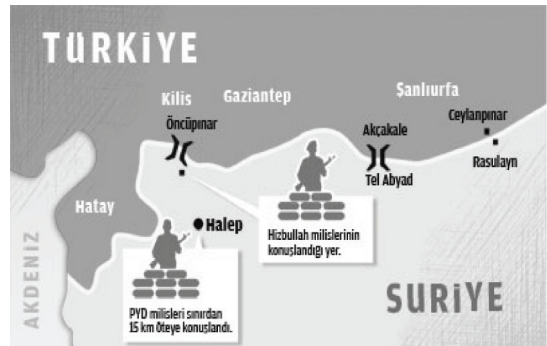 TÜRKİYE
Kilis
Gaziantep
Şanlıurfa
Öncüpınar
Akçakale
Ceylanpınar
Tel Abyad
Rasulayn
Hatay
Halep
Hizbullah milislerinin
konuşlandığı yer.
AKDENİZ
PYD milisleri sınırdan
15 km öteye konuşlandı.
SURİYE